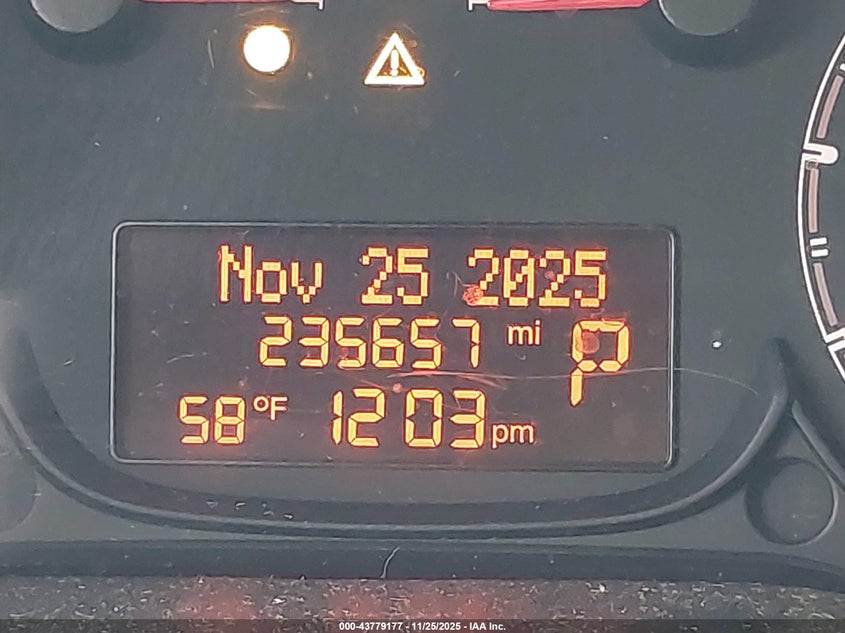 Nov 25 2025
235657 mi P
58 °F 12 03 pm
000-43779177 - 11/25/2025 - IAA Inc.